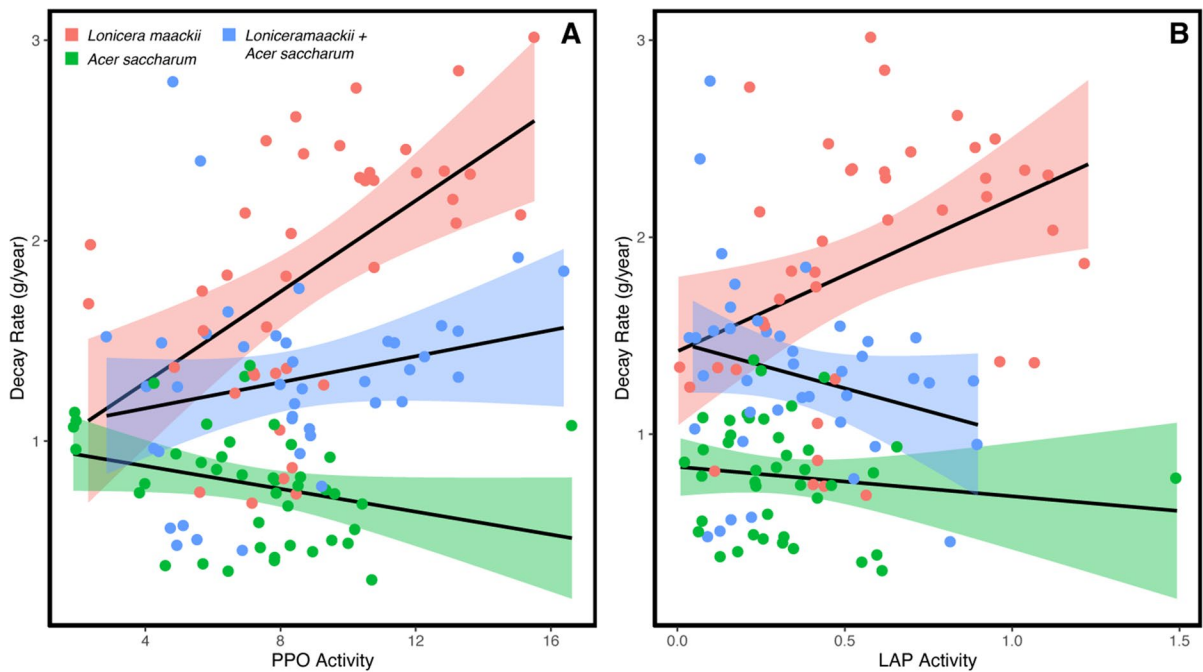 A
Lonicera maackii
Acer saccharum
Loniceramaackii +
Acer saccharum
Decay Rate (g/year)
3
2
1
4
8
12
16
PPO Activity
B
Decay Rate (g/year)
3
2
1
0.0
0.5
1.0
1.5
LAP Activity